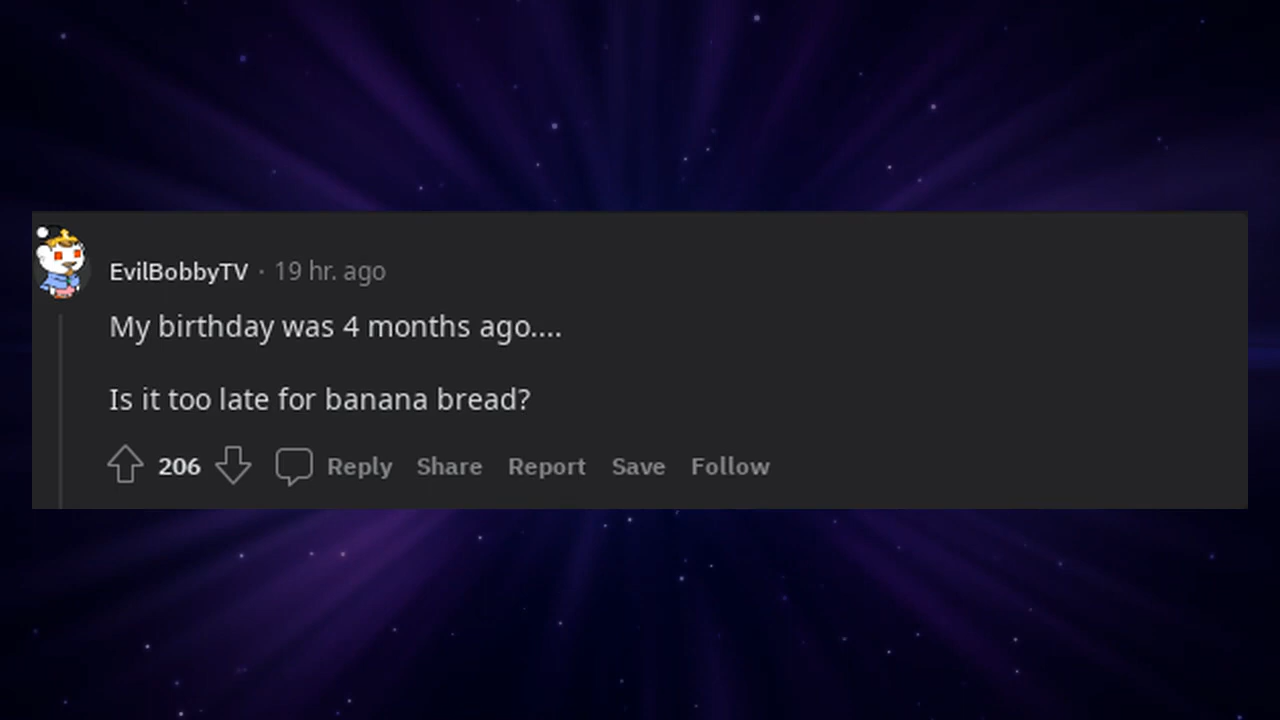 EvilBobbyTV · 19 hr. ago
My birthday was 4 months ago....
Is it too late for banana bread?
206 Reply Share Report Save Follow